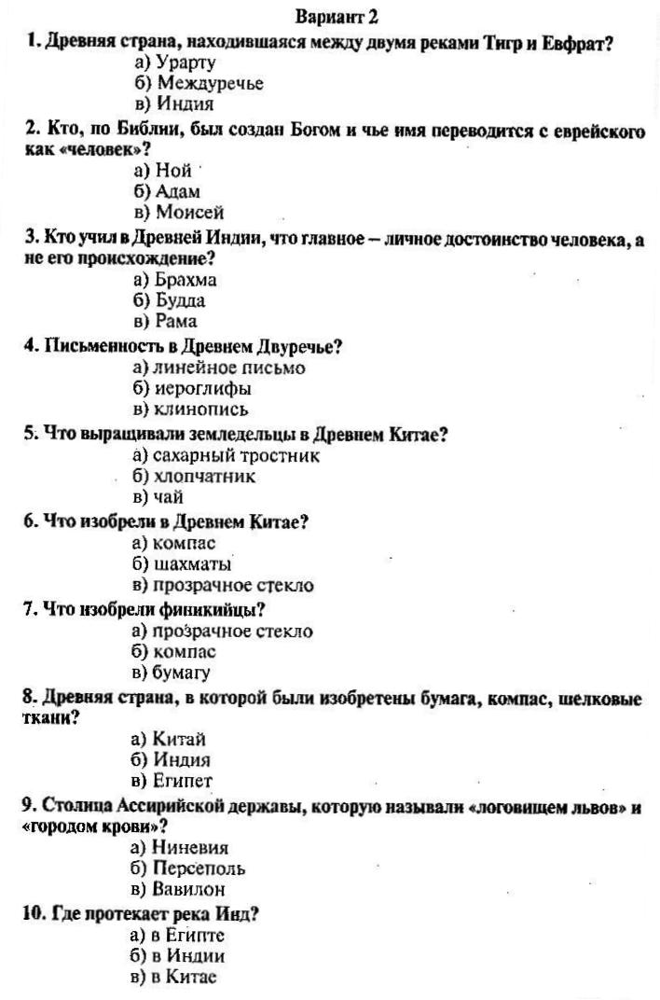 Вариант 2
1. Древняя страна, находившаяся между двумя реками Тигр и Евфрат?
а) Урарту
б) Междуречье
в) Индия
2. Кто, по Библии, был создан Богом и чье имя переводится с еврейского
как «человек»?
а) Ной
б) Адам
в) Моисей
3. Кто учил в Древней Индии, что главное – личное достоинство человека, а
не его происхождение?
а) Брахма
б) Будда
в) Рама
4. Письменность в Древнем Двуречье?
а) линейное письмо
б) иероглифы
в) клинопись
5. Что выращивали земледельцы в Древнем Китае?
а) сахарный тростник
б) хлопчатник
в) чай
6. Что изобрели в Древнем Китае?
а) компас
б) шахматы
в) прозрачное стекло
7. Что изобрели финикийцы?
а) прозрачное стекло
б) компас
в) бумагу
8. Древняя страна, в которой были изобретены бумага, компас, шелковые
ткани?
а) Китай
б) Индия
в) Египет
9. Столица Ассирийской державы, которую называли «логовищем львов» и
«городом крови»?
а) Ниневия
б) Персеполь
в) Вавилон
10. Где протекает река Инд?
а) в Египте
б) в Индии
в) в Китае